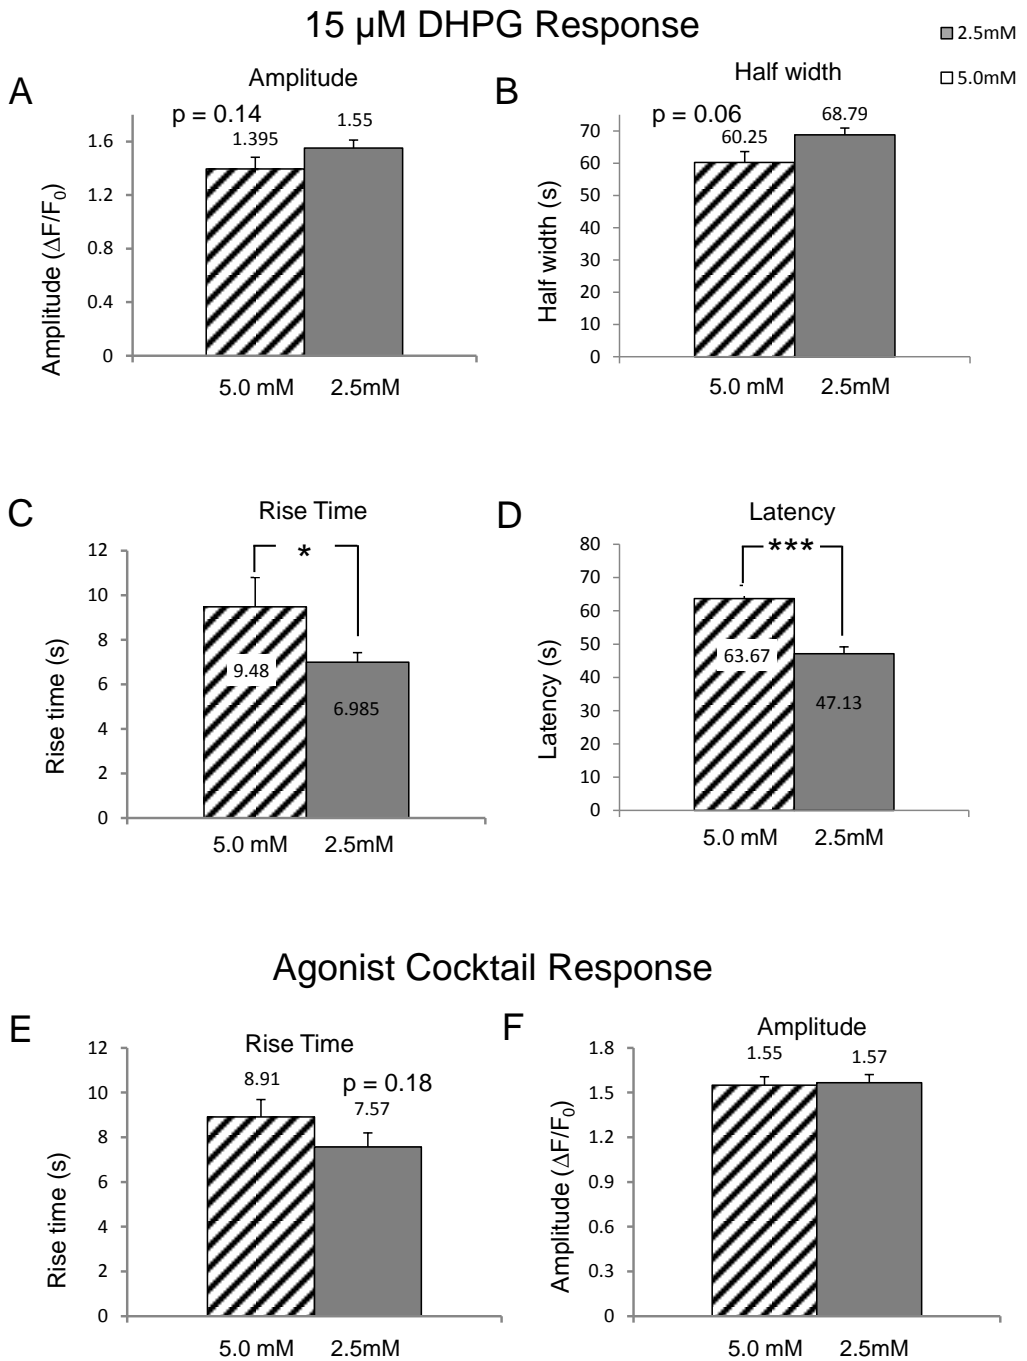 15 µM DHPG Response
2.5mM
5.0mM
A
Amplitude
p = 0.14
1.395
1.55
Amplitude (ΔF/F0)
1.6
1.2
0.8
0.4
0
5.0 mM
2.5mM
B
Half width
p = 0.06
60.25
68.79
Half width (s)
70
60
50
40
30
20
10
0
5.0 mM
2.5mM
C
Rise Time
*
Rise time (s)
12
10
8
6
4
2
0
9.48
6.985
5.0 mM
2.5mM
D
Latency
***
Latency (s)
80
70
60
50
40
30
20
10
0
63.67
47.13
5.0 mM
2.5mM
Agonist Cocktail Response
E
Rise Time
8.91
p = 0.18
7.57
Rise time (s)
12
10
8
6
4
2
0
5.0 mM
2.5mM
F
Amplitude
1.55
1.57
Amplitude (ΔF/F0)
1.8
1.5
1.2
0.9
0.6
0.3
0
5.0 mM
2.5mM